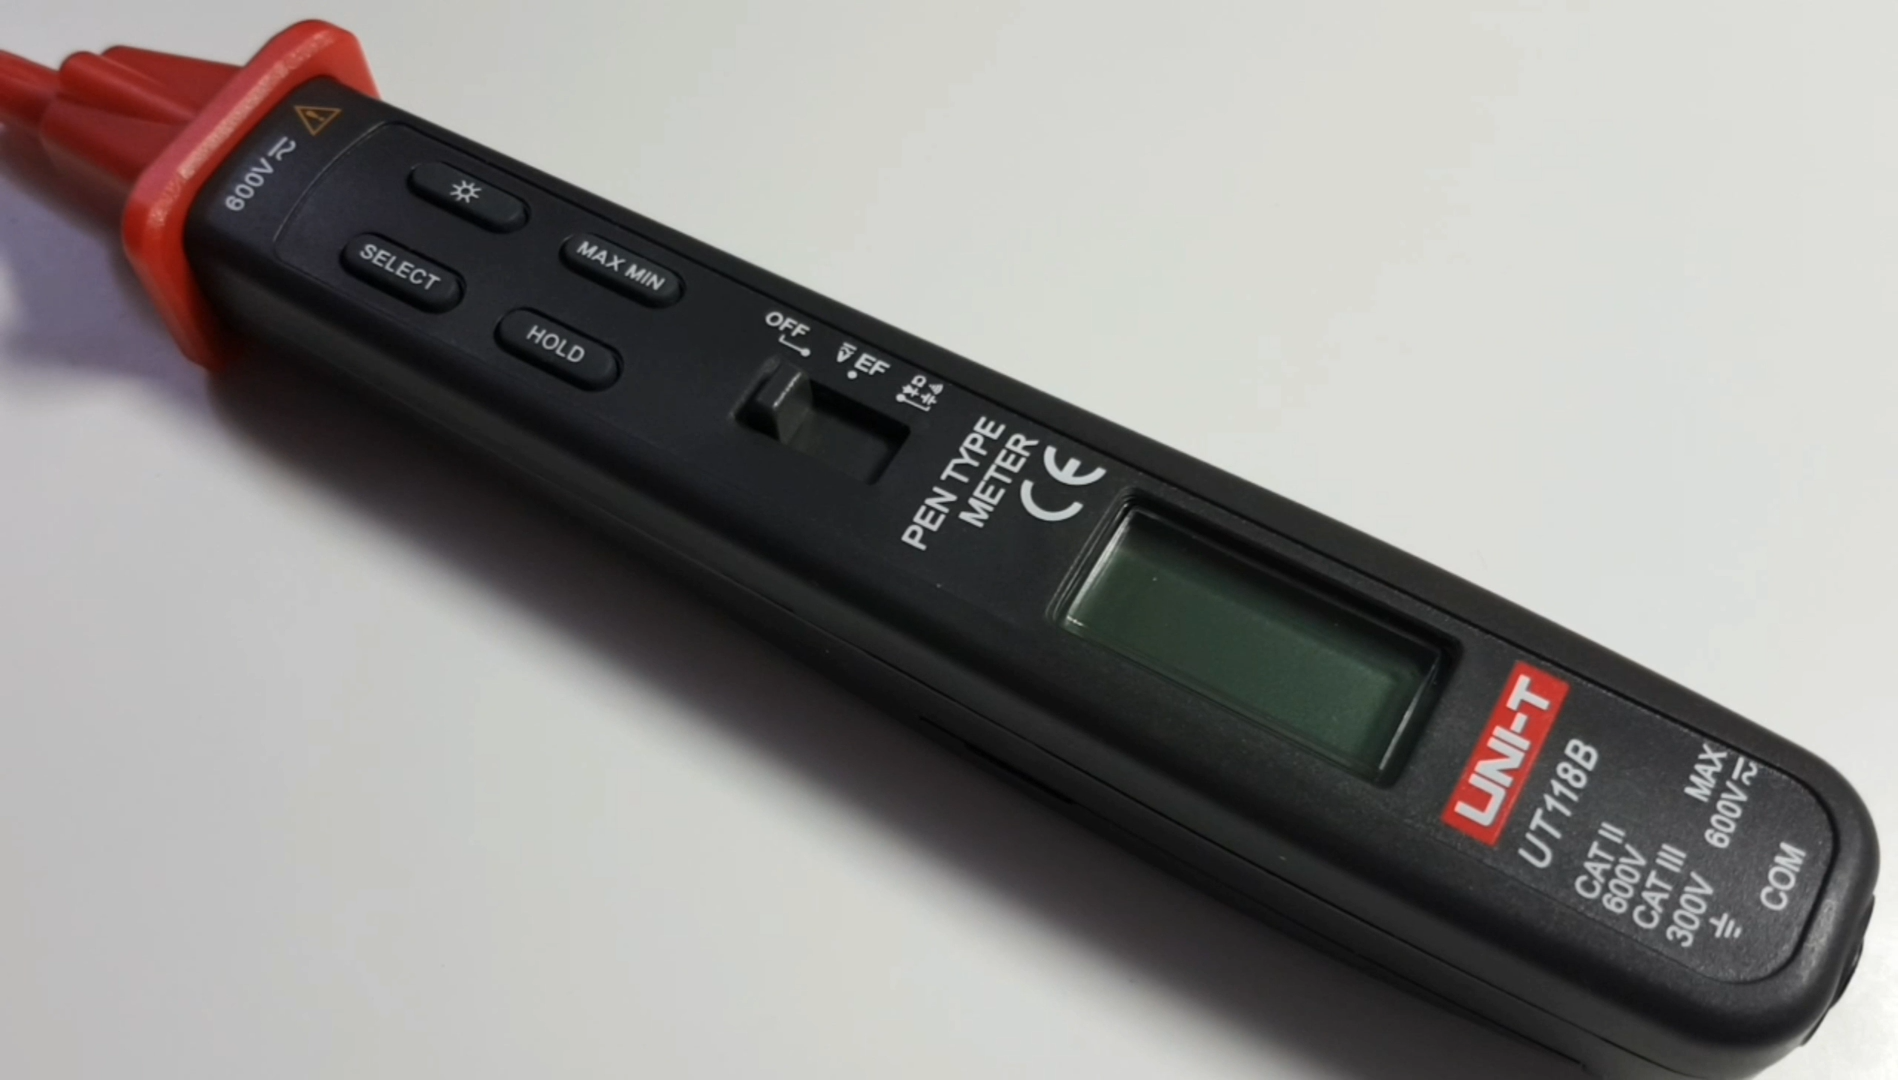 600V
SELECT
MAX MIN
HOLD
OFF
V EF
Ω
PEN TYPE
METER
CE
UNI-T
UT118B
CAT II
600V
CAT III
300V
MAX
600V
COM